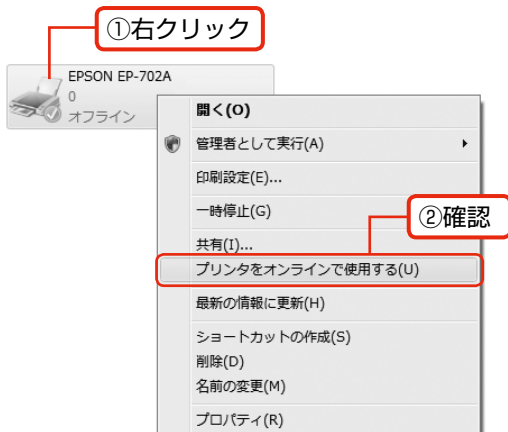 ①右クリック
EPSON EP-702A
0
オフライン
開く(O)
管理者として実行(A)
印刷設定(E)...
一時停止(G)
②確認
共有(I)...
プリンタをオンラインで使用する(U)
最新の情報に更新(H)
ショートカットの作成(S)
削除(D)
名前の変更(M)
プロパティ(R)